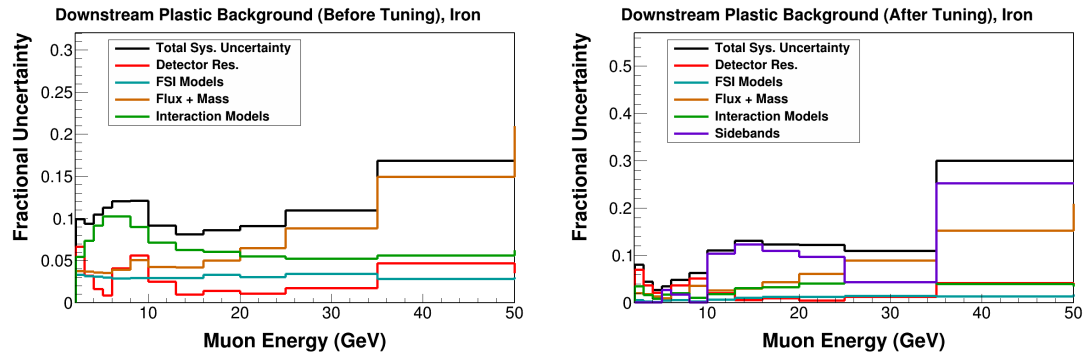 Downstream Plastic Background (Before Tuning), Iron
Fractional Uncertainty
0.3
0.25
0.2
0.15
0.1
0.05
0
Total Sys. Uncertainty
Detector Res.
FSI Models
Flux + Mass
Interaction Models
10 20 30 40 50
Muon Energy (GeV)
Downstream Plastic Background (After Tuning), Iron
Fractional Uncertainty
0.5
0.4
0.3
0.2
0.1
0
Total Sys. Uncertainty
Detector Res.
FSI Models
Flux + Mass
Interaction Models
Sidebands
10 20 30 40 50
Muon Energy (GeV)